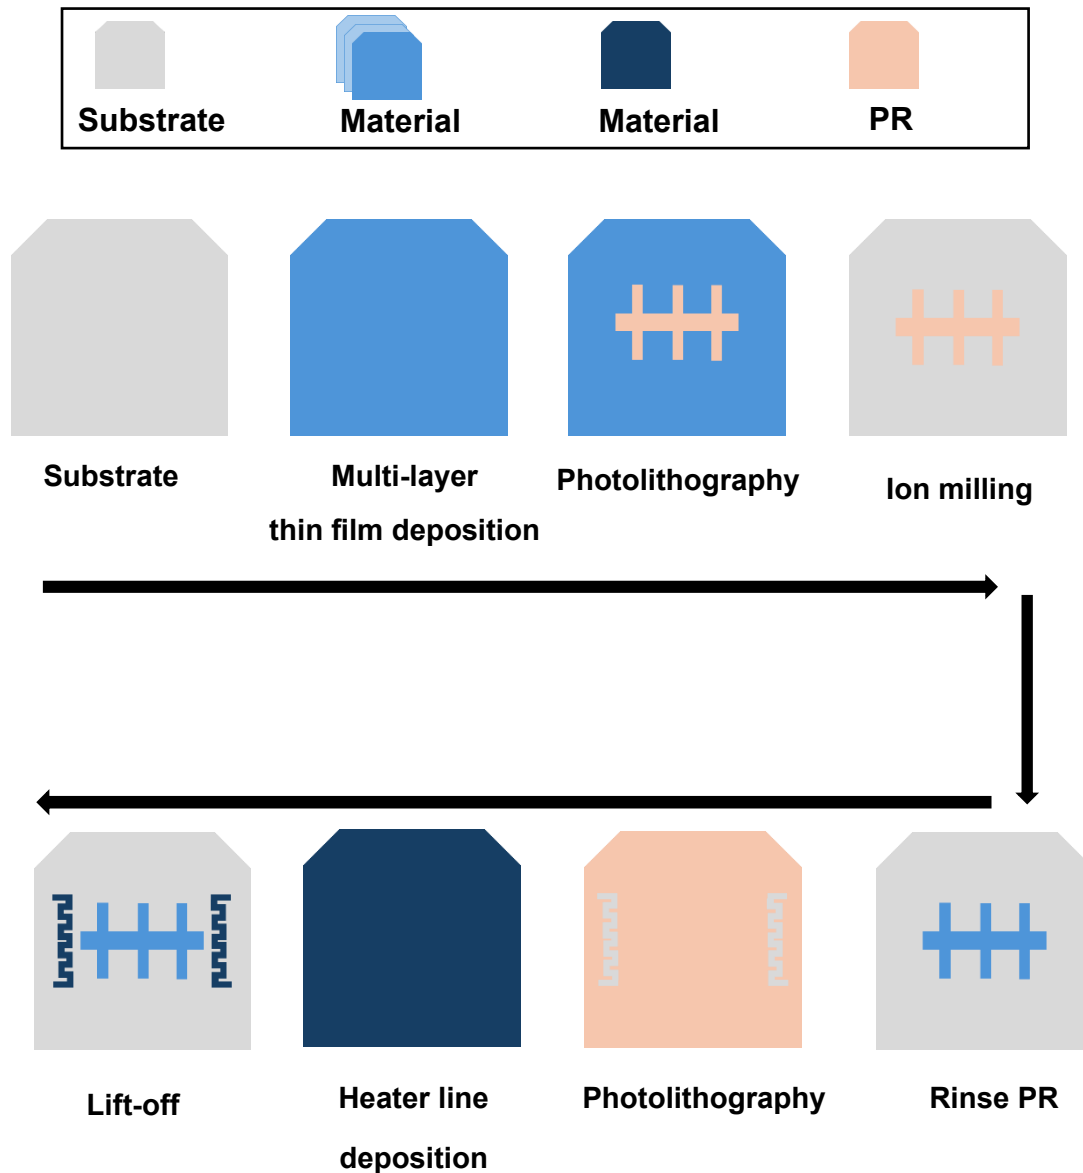 Substrate
Material
Material
PR
Substrate
Multi-layer
thin film deposition
Photolithography
Ion milling
Lift-off
Heater line
deposition
Photolithography
Rinse PR